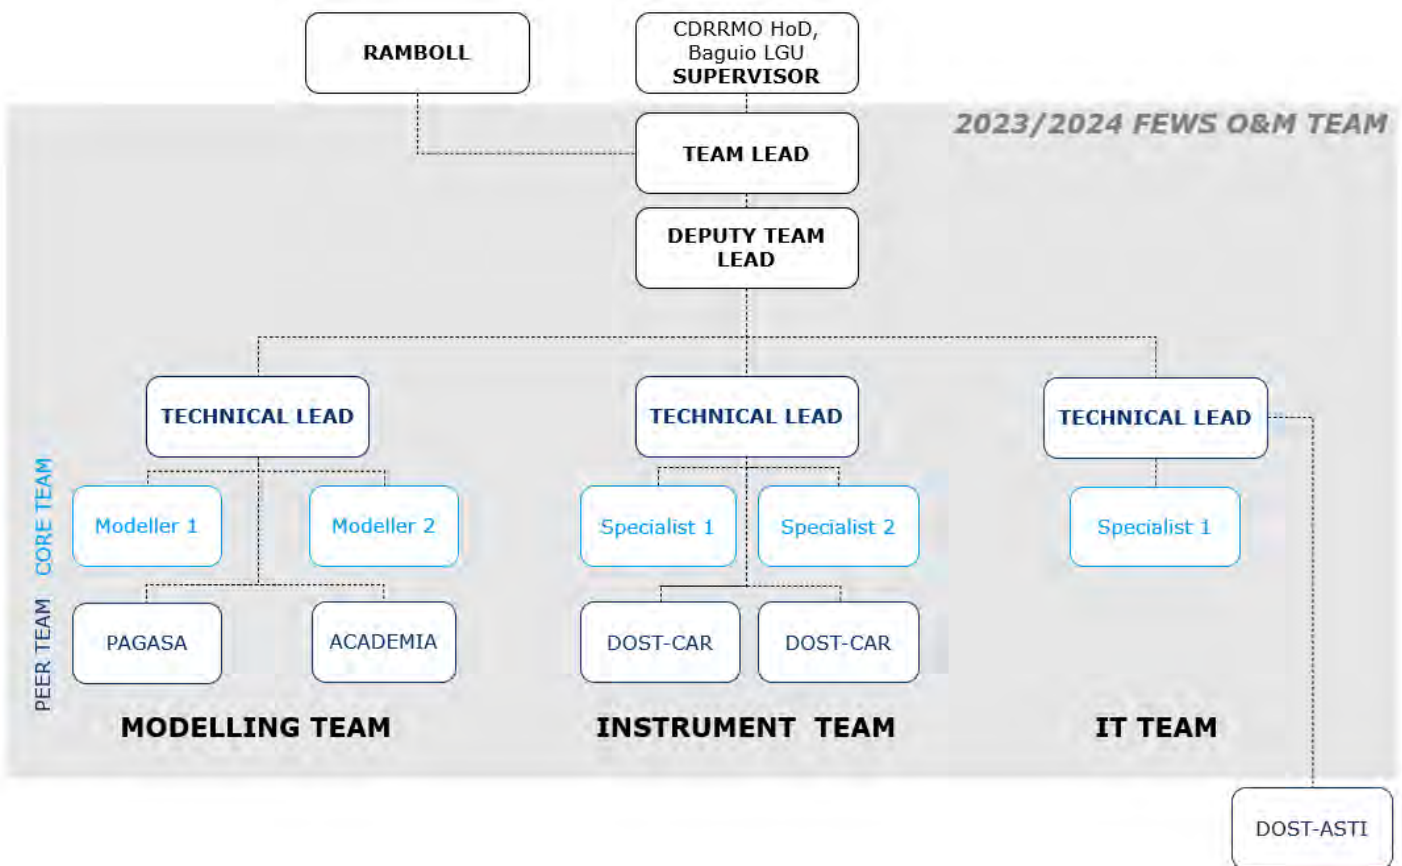 RAMBOLL
CDRRMO HoD,
Baguio LGU
SUPERVISOR
2023/2024 FEWS O&M TEAM
TEAM LEAD
DEPUTY TEAM
LEAD
TECHNICAL LEAD
TECHNICAL LEAD
TECHNICAL LEAD
CORE TEAM
Modeller 1
Modeller 2
Specialist 1
Specialist 2
Specialist 1
PEER TEAM
PAGASA
ACADEMIA
DOST-CAR
DOST-CAR
MODELLING TEAM
INSTRUMENT TEAM
IT TEAM
DOST-ASTI